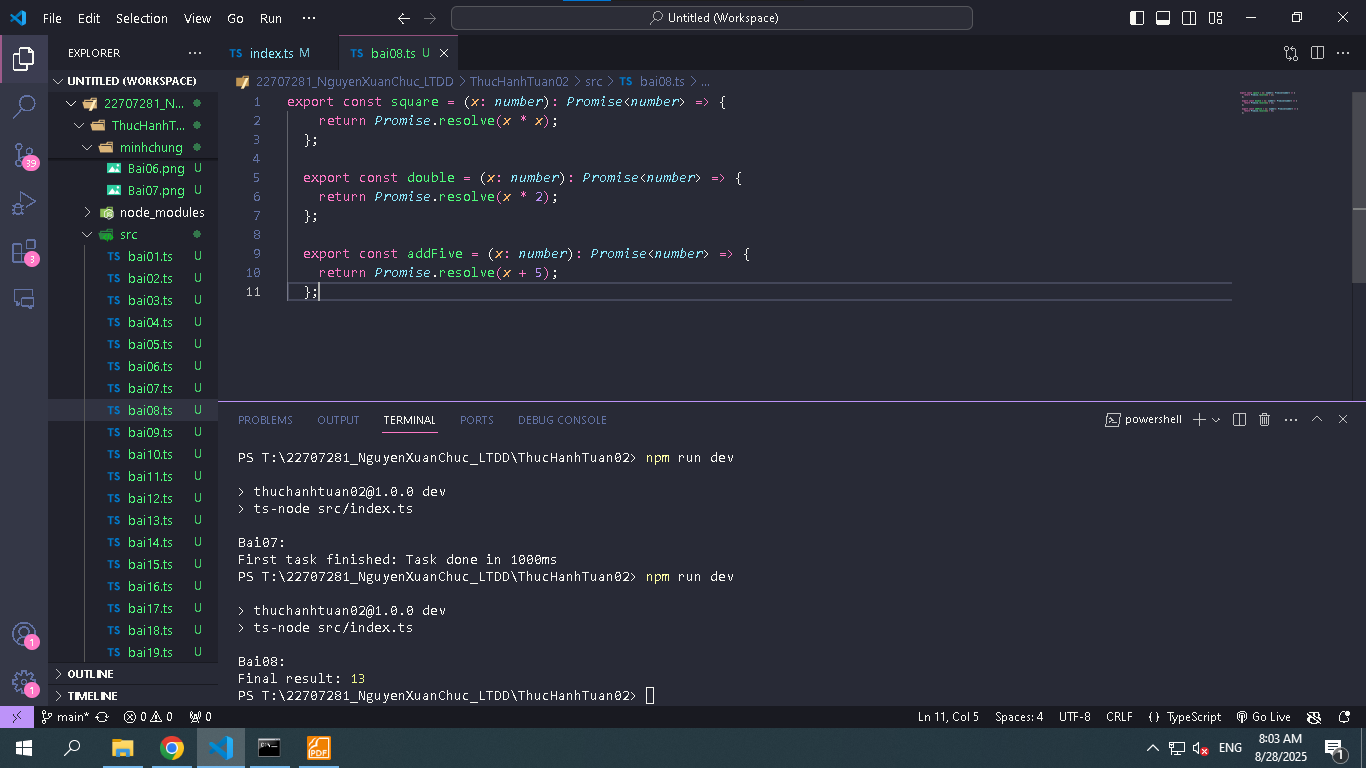 File Edit Selection View Go Run ··· Untitled (Workspace)
EXPLORER ···
TS index.ts M
TS bai08.ts U
UNTITLED (WORKSPACE)
22707281_N...
ThucHanhT...
minhchung
Bai06.png U
Bai07.png U
node_modules
src
TS bai01.ts U
TS bai02.ts U
TS bai03.ts U
TS bai04.ts U
TS bai05.ts U
TS bai06.ts U
TS bai07.ts U
TS bai08.ts U
TS bai09.ts U
TS bai10.ts U
TS bai11.ts U
TS bai12.ts U
TS bai13.ts U
TS bai14.ts U
TS bai15.ts U
TS bai16.ts U
TS bai17.ts U
TS bai18.ts U
TS bai19.ts U
OUTLINE
TIMELINE
39
3
1
1
22707281_NguyenXuanChuc_LTDD > ThucHanhTuan02 > src > TS bai08.ts > ...
1 export const square = (x: number): Promise<number> => {
2 return Promise.resolve(x * x);
3 };
4
5 export const double = (x: number): Promise<number> => {
6 return Promise.resolve(x * 2);
7 };
8
9 export const addFive = (x: number): Promise<number> => {
10 return Promise.resolve(x + 5);
11 };
PROBLEMS OUTPUT TERMINAL PORTS DEBUG CONSOLE powershell
PS T:\22707281_NguyenXuanChuc_LTDD\ThucHanhTuan02> npm run dev
> thuchanhtuan02@1.0.0 dev
> ts-node src/index.ts
Bai07:
First task finished: Task done in 1000ms
PS T:\22707281_NguyenXuanChuc_LTDD\ThucHanhTuan02> npm run dev
> thuchanhtuan02@1.0.0 dev
> ts-node src/index.ts
Bai08:
Final result: 13
PS T:\22707281_NguyenXuanChuc_LTDD\ThucHanhTuan02>
main* 0 0 0 Ln 11, Col 5 Spaces: 4 UTF-8 CRLF {} TypeScript Go Live
PDF ENG
8:03 AM
8/28/2025
1